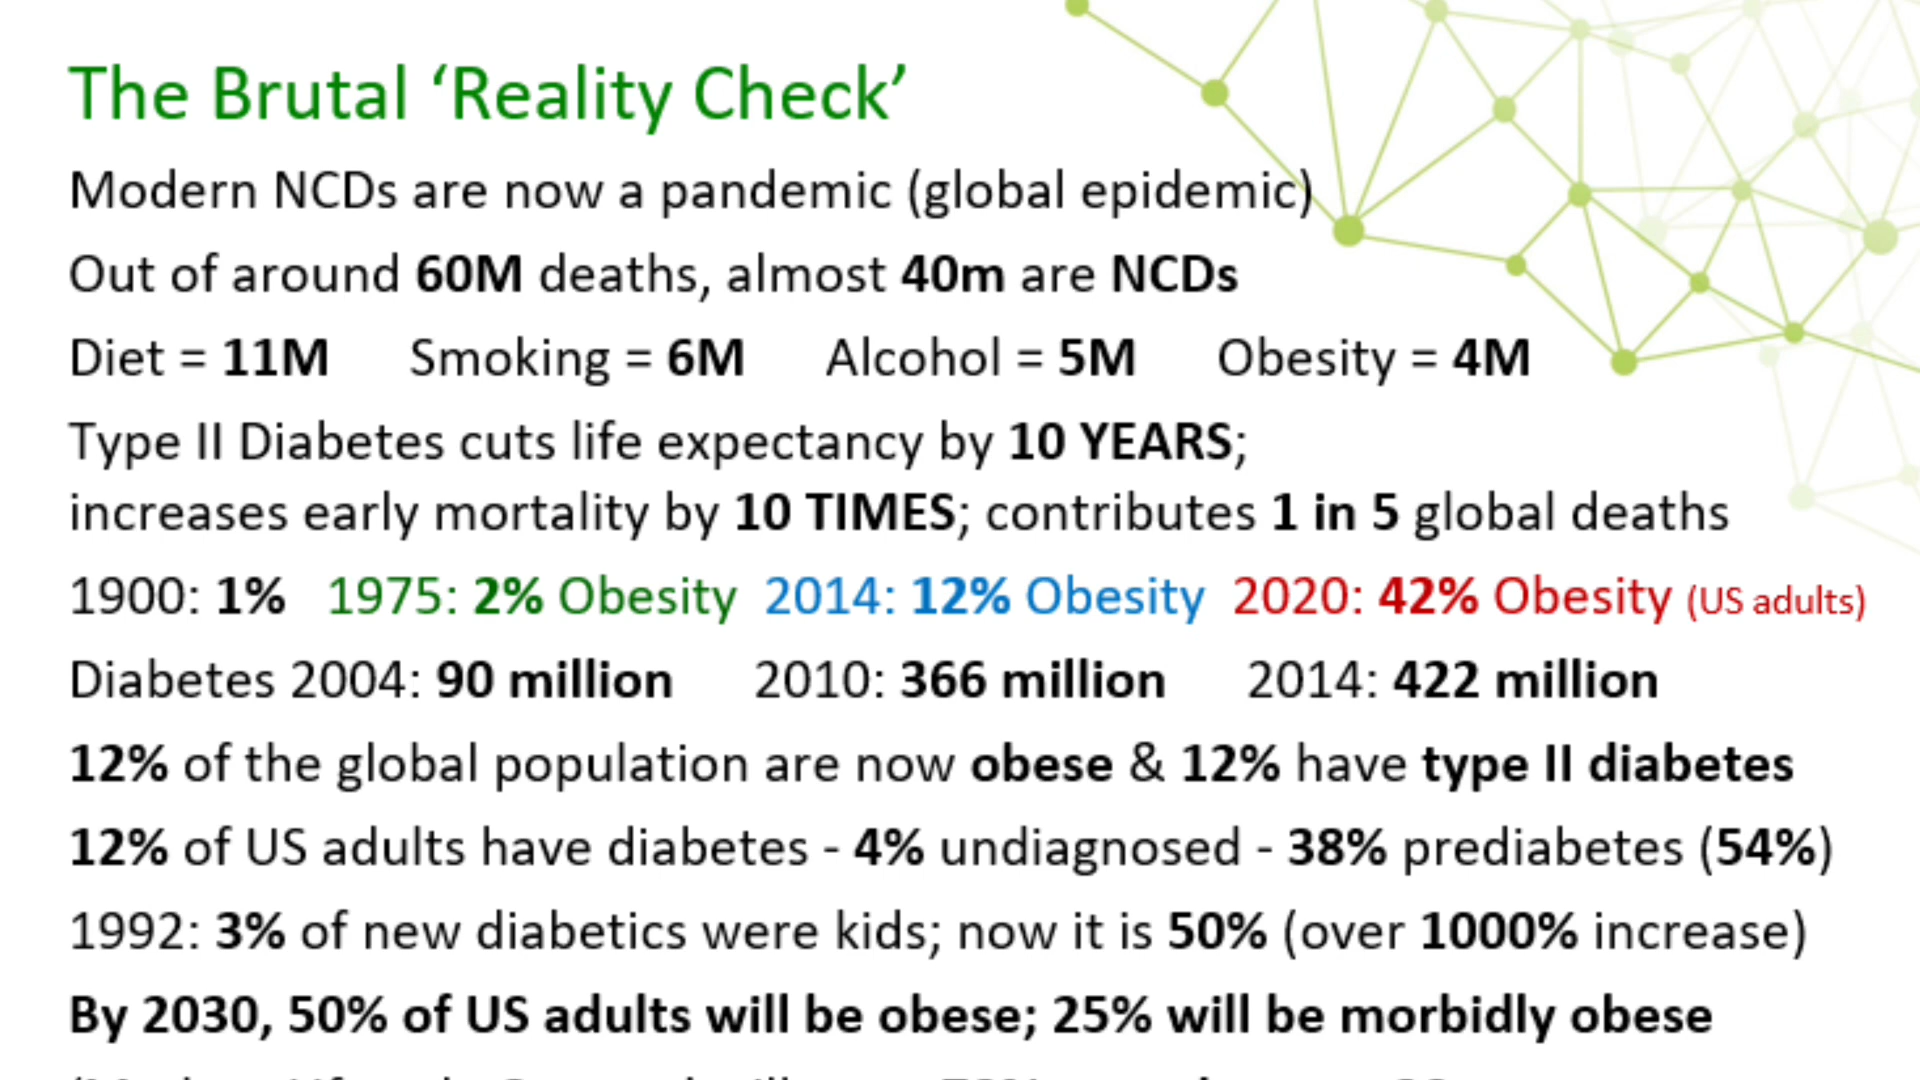 The Brutal ‘Reality Check’
Modern NCDs are now a pandemic (global epidemic)
Out of around 60M deaths, almost 40m are NCDs
Diet = 11M Smoking = 6M Alcohol = 5M Obesity = 4M
Type II Diabetes cuts life expectancy by 10 YEARS;
increases early mortality by 10 TIMES; contributes 1 in 5 global deaths
1900: 1% 1975: 2% Obesity 2014: 12% Obesity 2020: 42% Obesity (US adults)
Diabetes 2004: 90 million 2010: 366 million 2014: 422 million
12% of the global population are now obese & 12% have type II diabetes
12% of US adults have diabetes - 4% undiagnosed - 38% prediabetes (54%)
1992: 3% of new diabetics were kids; now it is 50% (over 1000% increase)
By 2030, 50% of US adults will be obese; 25% will be morbidly obese